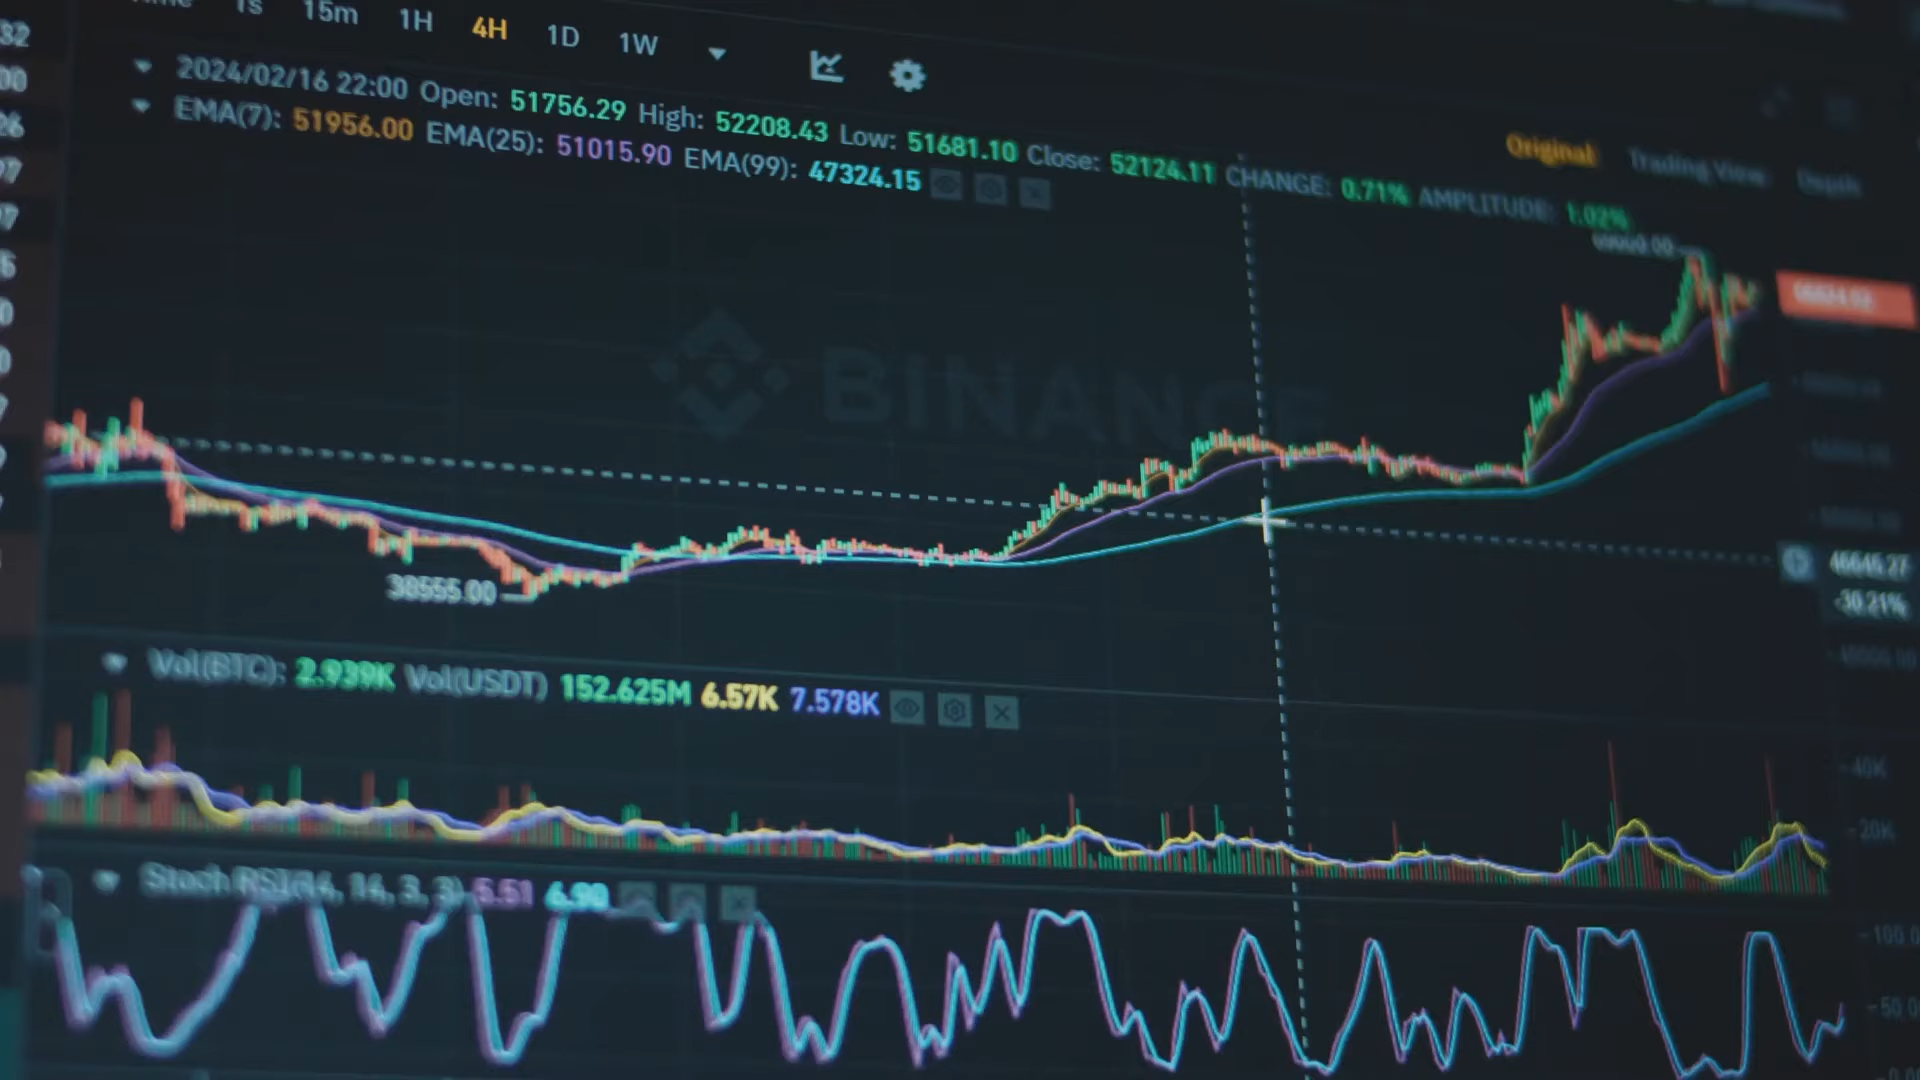 1s 15m 1H 4H 1D 1W
2024/02/16 22:00 Open: 51756.29 High: 52208.43 Low: 51681.10 Close: 52124.11 CHANGE: 0.71% AMPLITUDE: 1.02%
EMA(7): 51956.00 EMA(25): 51015.90 EMA(99): 47324.15
Original Trading View Depth
BINANCE
38555.00
46645.27
-30.21%
Vol(BTC): 2.939K Vol(USDT) 152.625M 6.57K 7.578K
40K
20K
Stoch RSI(14, 14, 3, 3) 5.51 6.90
100.0
50.0